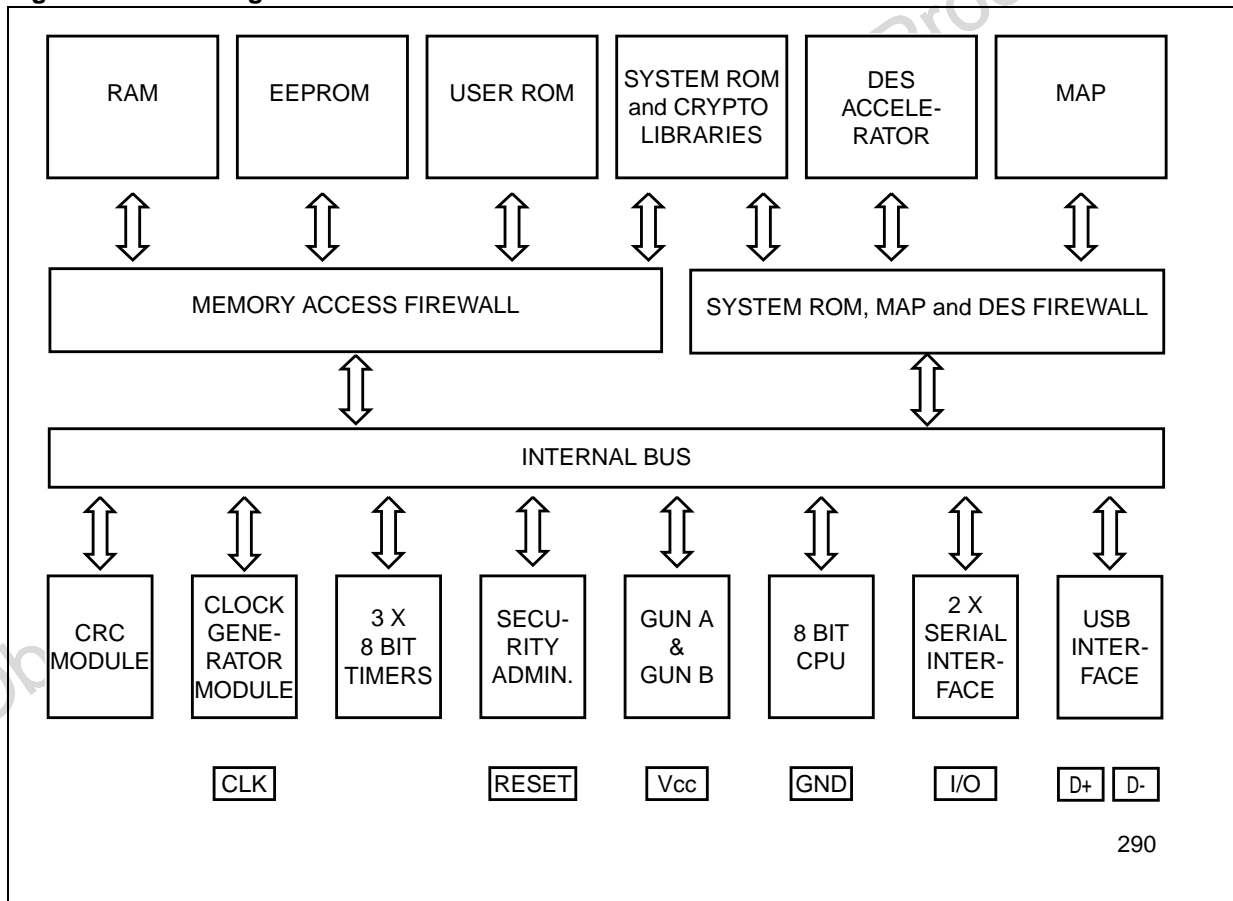 RAM
EEPROM
USER ROM
SYSTEM ROM
and CRYPTO
LIBRARIES
DES
ACCELE-
RATOR
MAP
MEMORY ACCESS FIREWALL
SYSTEM ROM, MAP and DES FIREWALL
INTERNAL BUS
CRC
MODULE
CLOCK
GENE-
RATOR
MODULE
3 X
8 BIT
TIMERS
SECU-
RITY
ADMIN.
GUN A
&
GUN B
8 BIT
CPU
2 X
SERIAL
INTER-
FACE
USB
INTER-
FACE
CLK
RESET
Vcc
GND
I/O
D+
D-
290